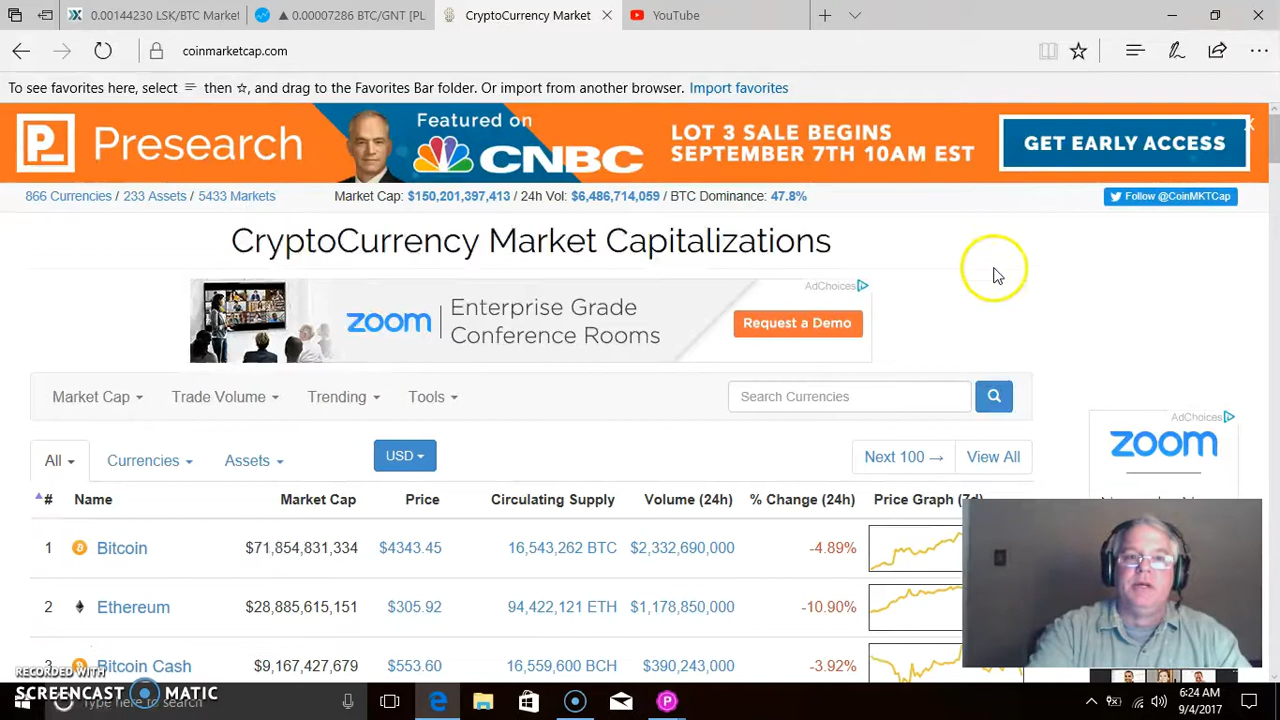 0.00144230 LSK/BTC Market
▲ 0.00007286 BTC/GNT [PL
CryptoCurrency Market
YouTube
coinmarketcap.com
To see favorites here, select ≡ then ☆, and drag to the Favorites Bar folder. Or import from another browser. Import favorites
Presearch
Featured on
CNBC
LOT 3 SALE BEGINS
SEPTEMBER 7TH 10AM EST
GET EARLY ACCESS
X
866 Currencies / 233 Assets / 5433 Markets
Market Cap: $150,201,397,413 / 24h Vol: $6,486,714,059 / BTC Dominance: 47.8%
Follow @CoinMKTCap
CryptoCurrency Market Capitalizations
AdChoices
zoom
Enterprise Grade
Conference Rooms
Request a Demo
Market Cap Trade Volume Trending Tools
Search Currencies
AdChoices
zoom
All Currencies Assets USD Next 100 → View All
# Name Market Cap Price Circulating Supply Volume (24h) % Change (24h) Price Graph (7d)
1 Bitcoin $71,854,831,334 $4343.45 16,543,262 BTC $2,332,690,000 -4.89%
2 Ethereum $28,885,615,151 $305.92 94,422,121 ETH $1,178,850,000 -10.90%
3 Bitcoin Cash $9,167,427,679 $553.60 16,559,600 BCH $390,243,000 -3.92%
RECORDED WITH
SCREENCAST MATIC
Type here to search
6:24 AM
9/4/2017